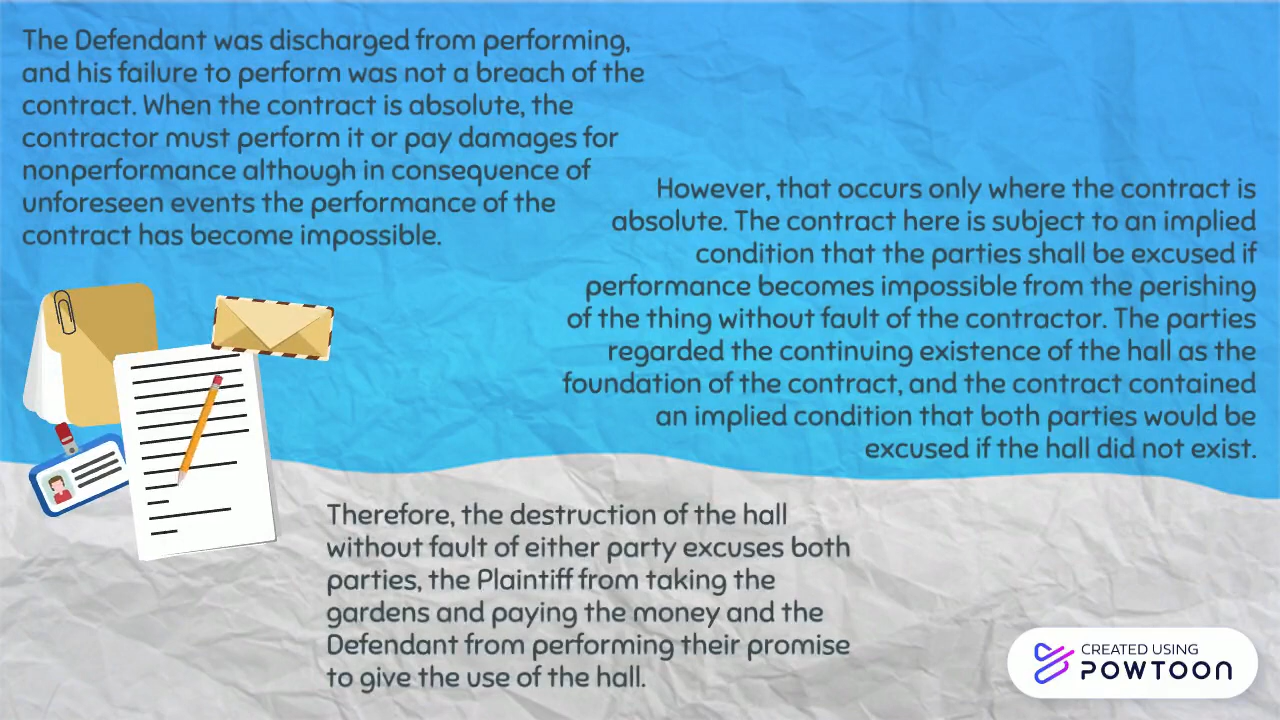 The Defendant was discharged from performing,
and his failure to perform was not a breach of the
contract. When the contract is absolute, the
contractor must perform it or pay damages for
nonperformance although in consequence of
unforeseen events the performance of the
contract has become impossible.
However, that occurs only where the contract is
absolute. The contract here is subject to an implied
condition that the parties shall be excused if
performance becomes impossible from the perishing
of the thing without fault of the contractor. The parties
regarded the continuing existence of the hall as the
foundation of the contract, and the contract contained
an implied condition that both parties would be
excused if the hall did not exist.
Therefore, the destruction of the hall
without fault of either party excuses both
parties, the Plaintiff from taking the
gardens and paying the money and the
Defendant from performing their promise
to give the use of the hall.
CREATED USING
POWTOON